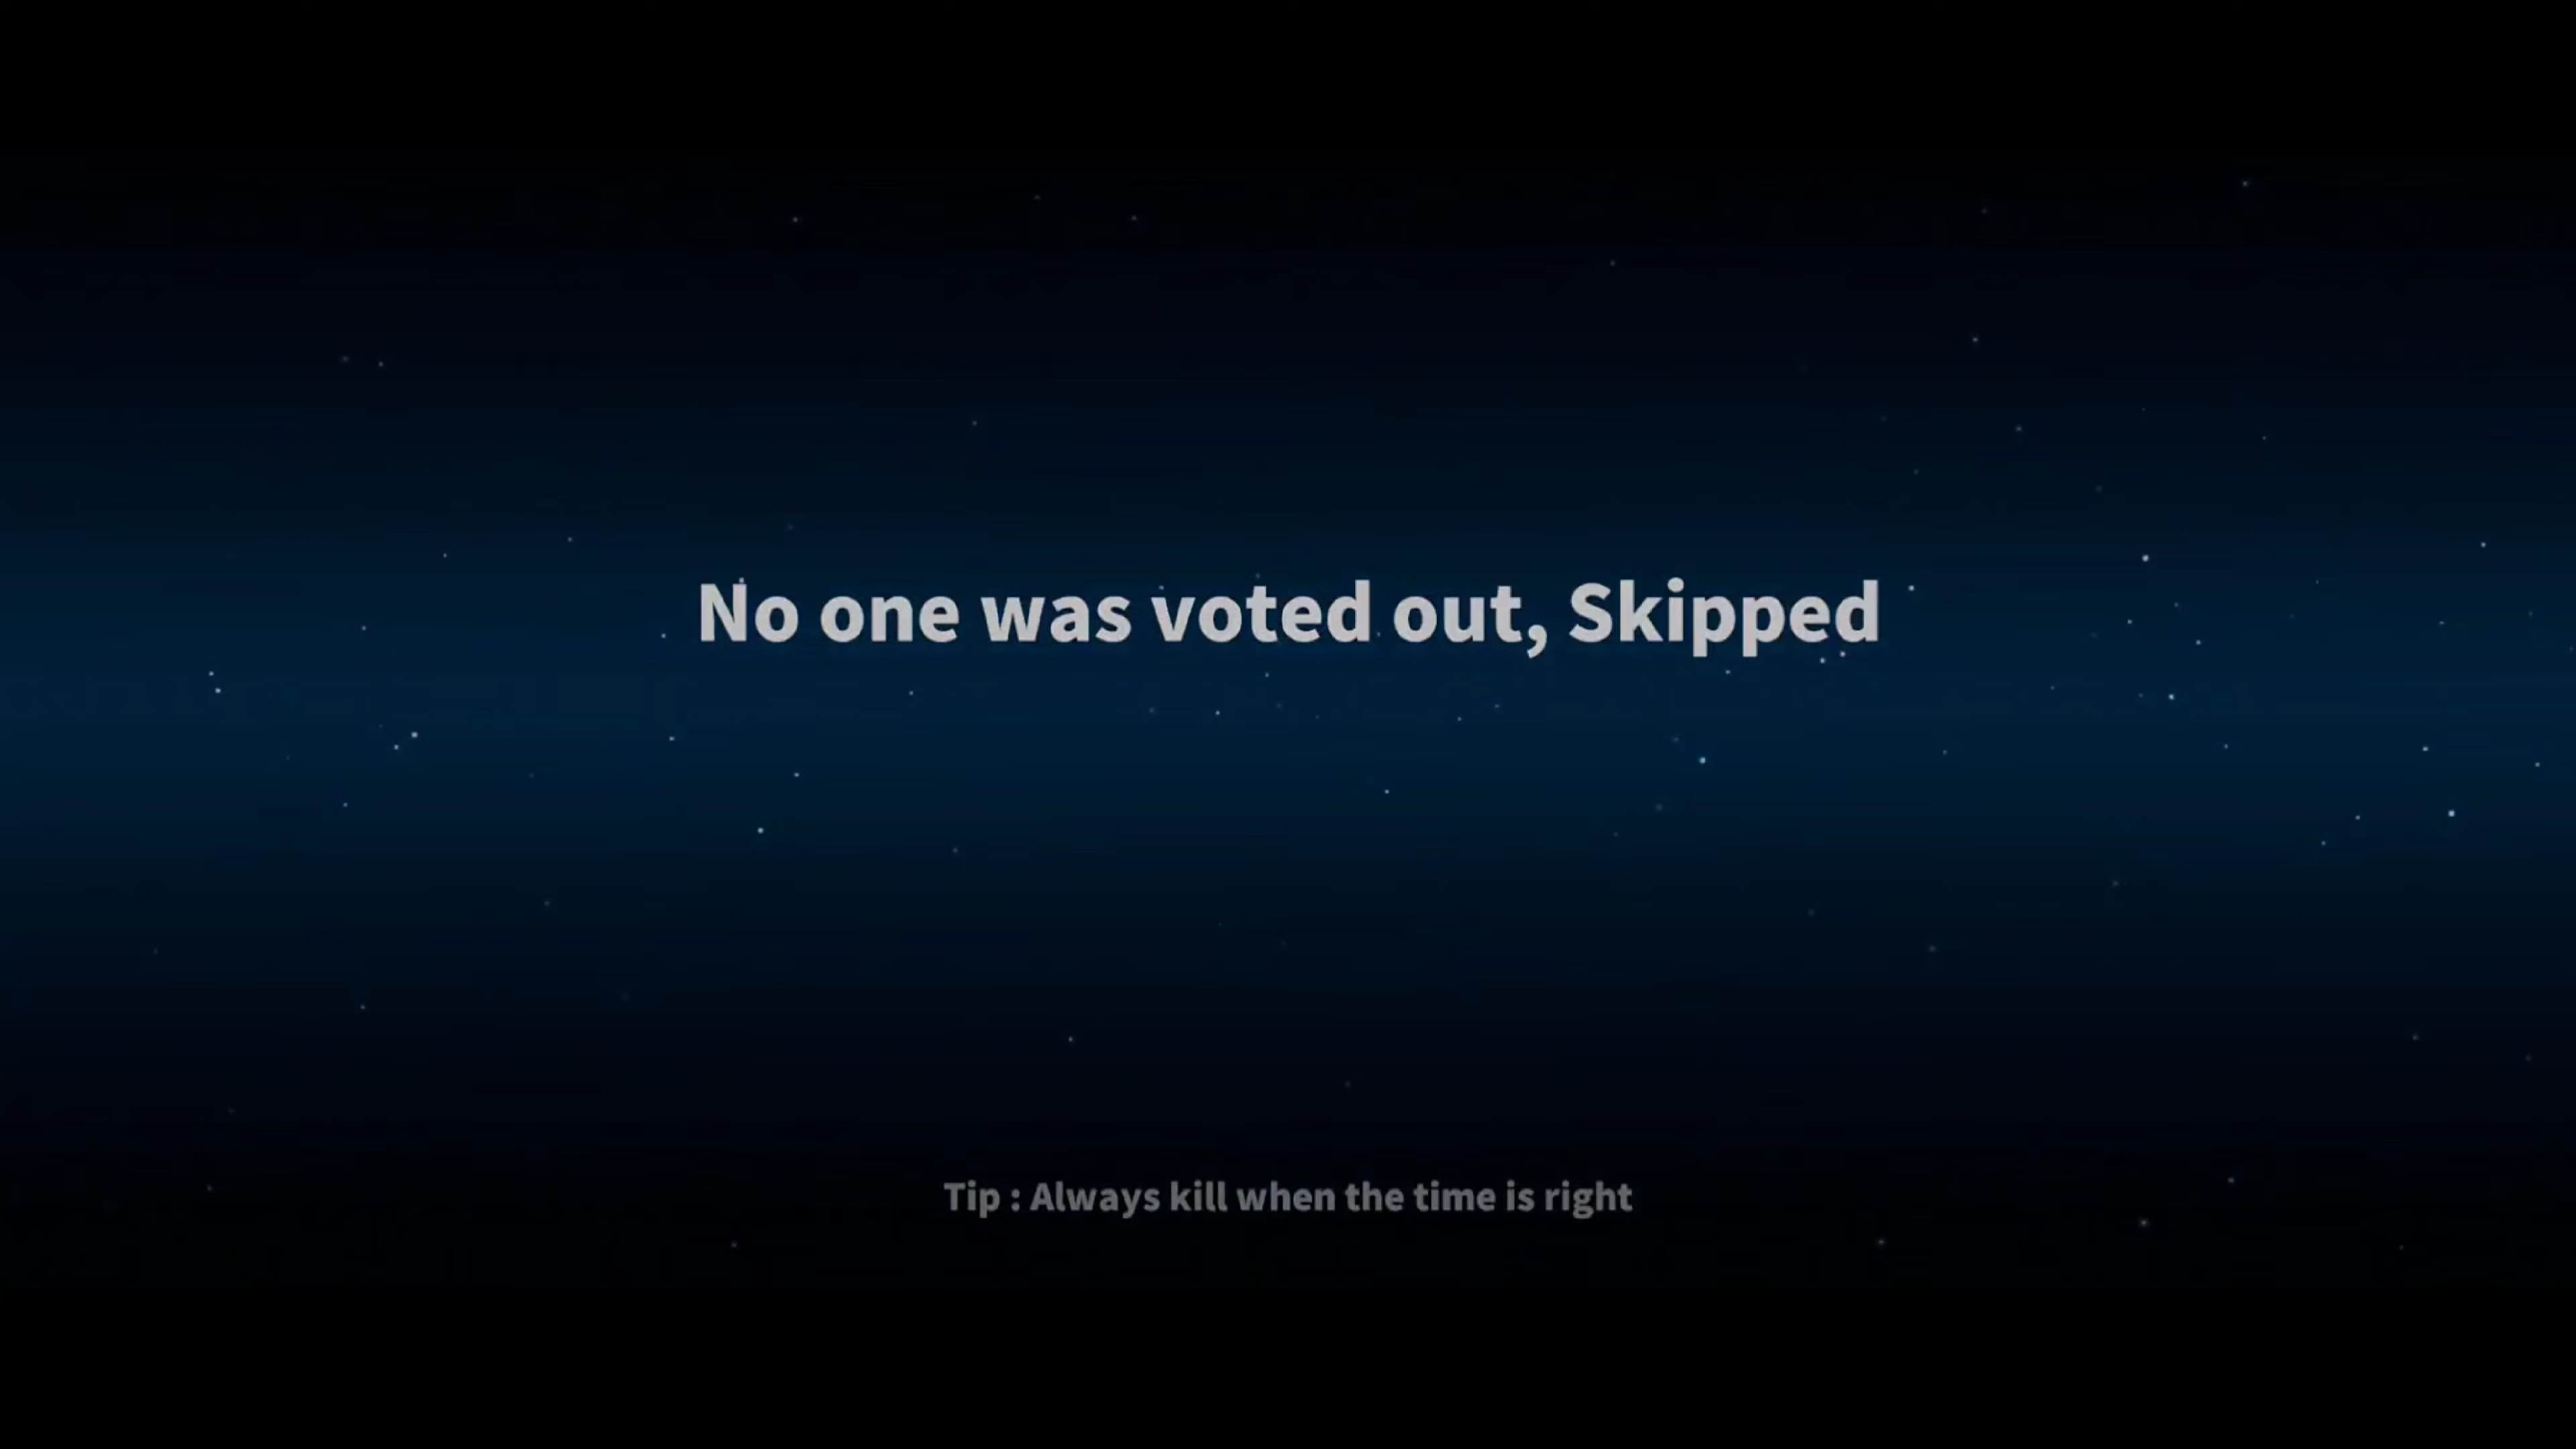 No one was voted out, Skipped
Tip : Always kill when the time is right